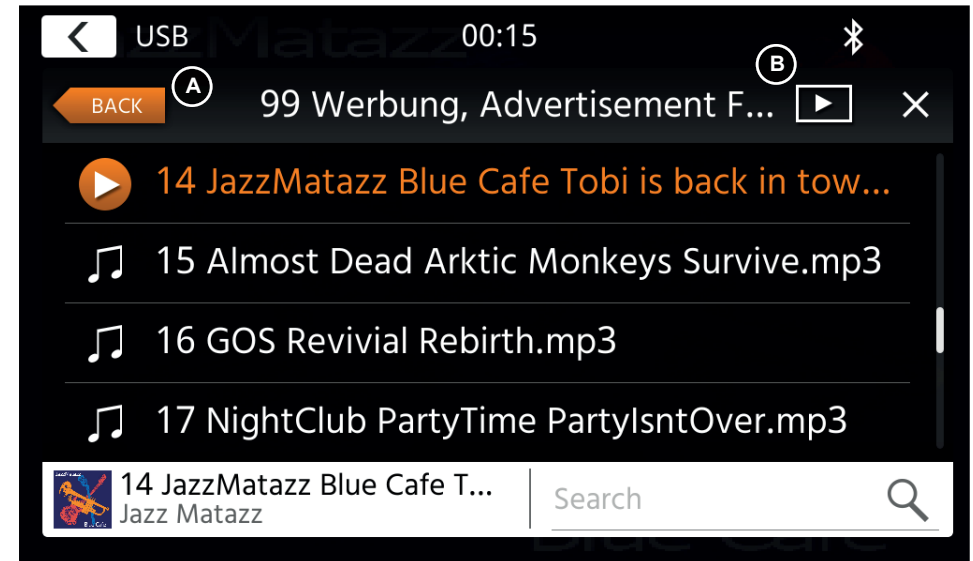 USB 00:15
A B
BACK 99 Werbung, Advertisement F...
14 JazzMatazz Blue Cafe Tobi is back in tow...
15 Almost Dead Arktic Monkeys Survive.mp3
16 GOS Revivial Rebirth.mp3
17 NightClub PartyTime PartyIsntOver.mp3
14 JazzMatazz Blue Cafe T...
Jazz Matazz
Search